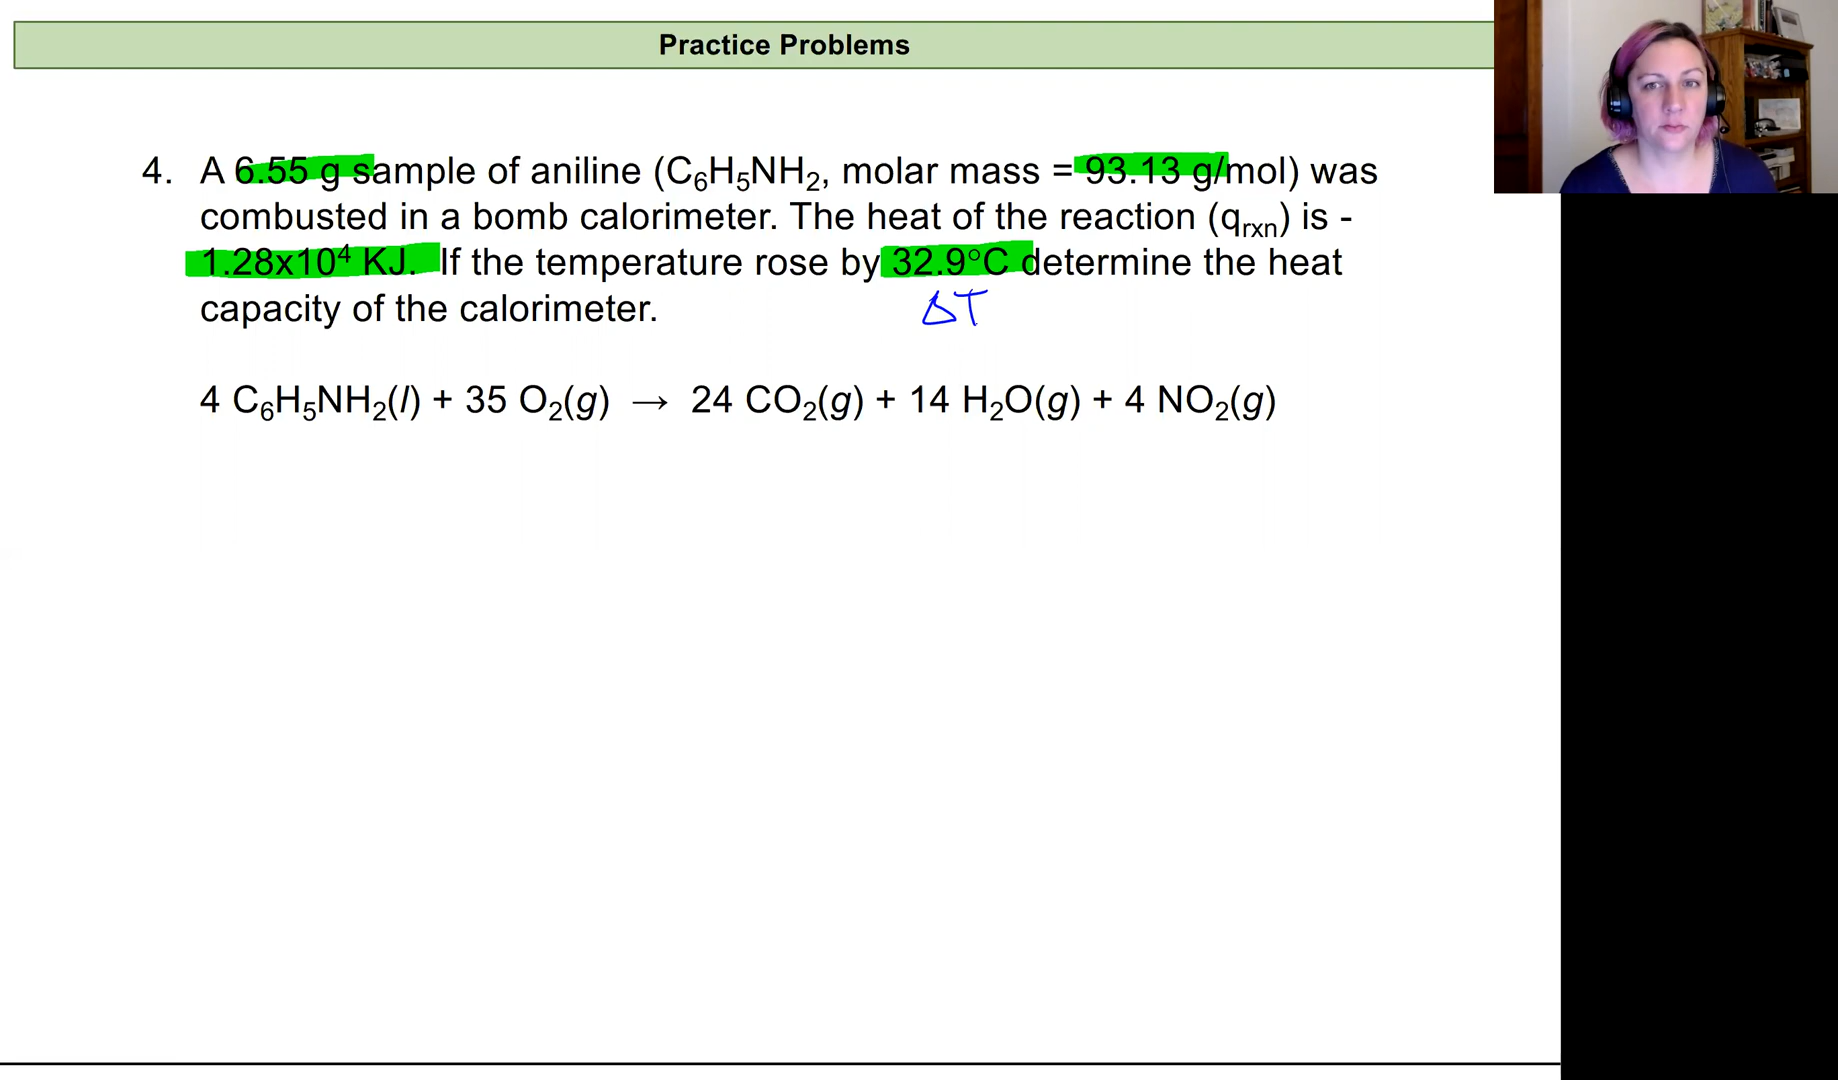 Practice Problems
4. A 6.55 g sample of aniline (C₆H₅NH₂, molar mass = 93.13 g/mol) was
combusted in a bomb calorimeter. The heat of the reaction (qᵣₓₙ) is -
1.28x10⁴ KJ. If the temperature rose by 32.9°C determine the heat
capacity of the calorimeter.
ΔT
4 C₆H₅NH₂(l) + 35 O₂(g) → 24 CO₂(g) + 14 H₂O(g) + 4 NO₂(g)